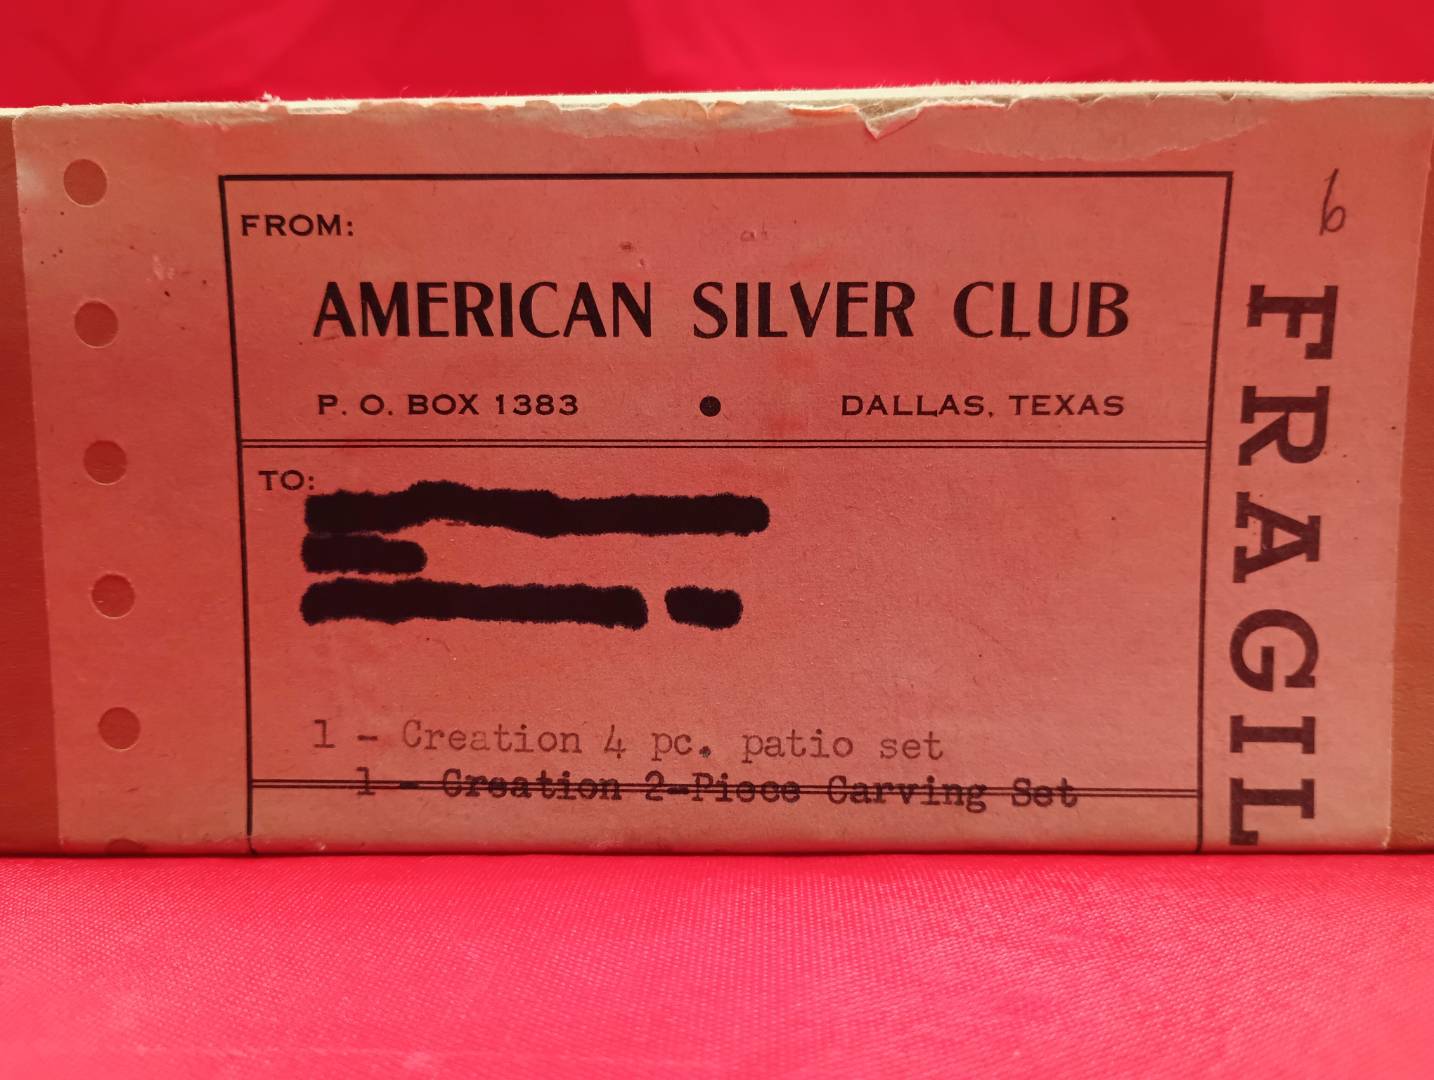 FROM:
AMERICAN SILVER CLUB
P. O. BOX 1383 • DALLAS, TEXAS
TO:
1 - Creation 4 pc. patio set
1 - Creation 2-Piece Carving Set
FRAGIL
6